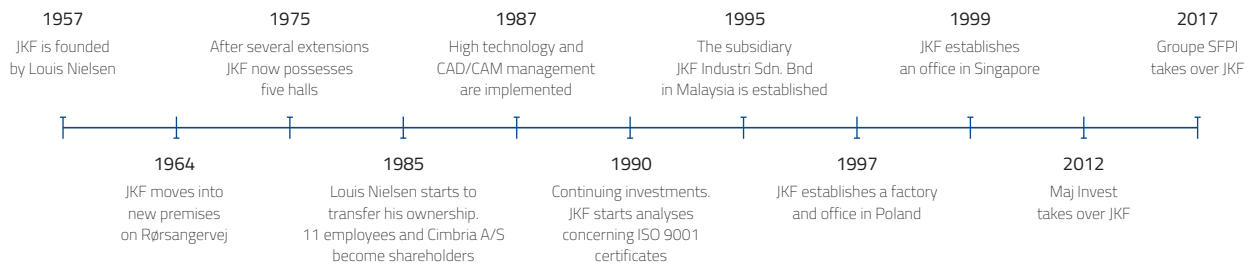 1957
JKF is founded
by Louis Nielsen
1975
After several extensions
JKF now possesses
five halls
1987
High technology and
CAD/CAM management
are implemented
1995
The subsidiary
JKF Industri Sdn. Bnd
in Malaysia is established
1999
JKF establishes
an office in Singapore
2017
Groupe SFPI
takes over JKF
1964
JKF moves into
new premises
on Rørsangervej
1985
Louis Nielsen starts to
transfer his ownership.
11 employees and Cimbria A/S
become shareholders
1990
Continuing investments.
JKF starts analyses
concerning ISO 9001
certificates
1997
JKF establishes a factory
and office in Poland
2012
Maj Invest
takes over JKF